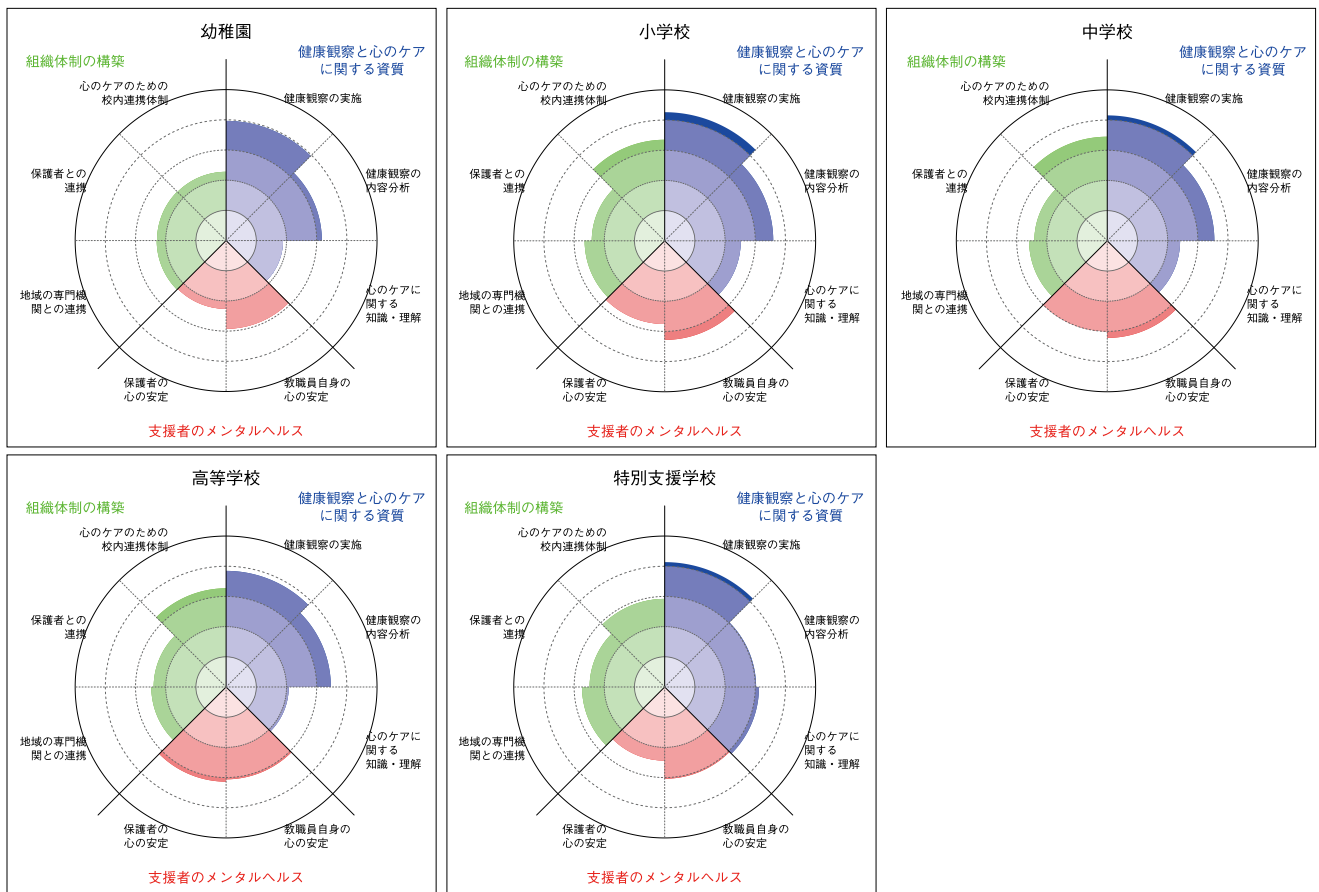 幼稚園
組織体制の構築
健康観察と心のケア
に関する資質
心のケアのための
校内連携体制
健康観察の実施
保護者との
連携
健康観察の
内容分析
地域の専門機
関との連携
心のケアに
関する
知識・理解
保護者の
心の安定
教職員自身の
心の安定
支援者のメンタルヘルス
小学校
組織体制の構築
健康観察と心のケア
に関する資質
心のケアのための
校内連携体制
健康観察の実施
保護者との
連携
健康観察の
内容分析
地域の専門機
関との連携
心のケアに
関する
知識・理解
保護者の
心の安定
教職員自身の
心の安定
支援者のメンタルヘルス
中学校
組織体制の構築
健康観察と心のケア
に関する資質
心のケアのための
校内連携体制
健康観察の実施
保護者との
連携
健康観察の
内容分析
地域の専門機
関との連携
心のケアに
関する
知識・理解
保護者の
心の安定
教職員自身の
心の安定
支援者のメンタルヘルス
高等学校
組織体制の構築
健康観察と心のケア
に関する資質
心のケアのための
校内連携体制
健康観察の実施
保護者との
連携
健康観察の
内容分析
地域の専門機
関との連携
心のケアに
関する
知識・理解
保護者の
心の安定
教職員自身の
心の安定
支援者のメンタルヘルス
特別支援学校
組織体制の構築
健康観察と心のケア
に関する資質
心のケアのための
校内連携体制
健康観察の実施
保護者との
連携
健康観察の
内容分析
地域の専門機
関との連携
心のケアに
関する
知識・理解
保護者の
心の安定
教職員自身の
心の安定
支援者のメンタルヘルス